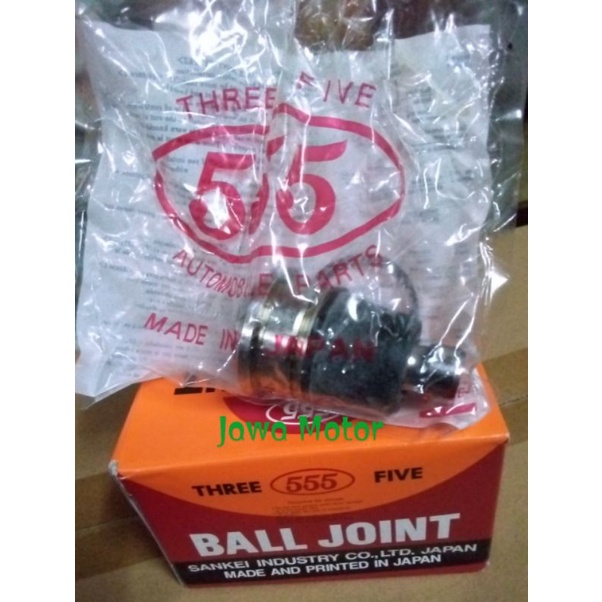 THREE FIVE
555
AUTOMOBILE PARTS
MADE IN JAPAN
Jawa Motor
THREE 555 FIVE
BALL JOINT
SANKEI INDUSTRY CO.,LTD. JAPAN
MADE AND PRINTED IN JAPAN